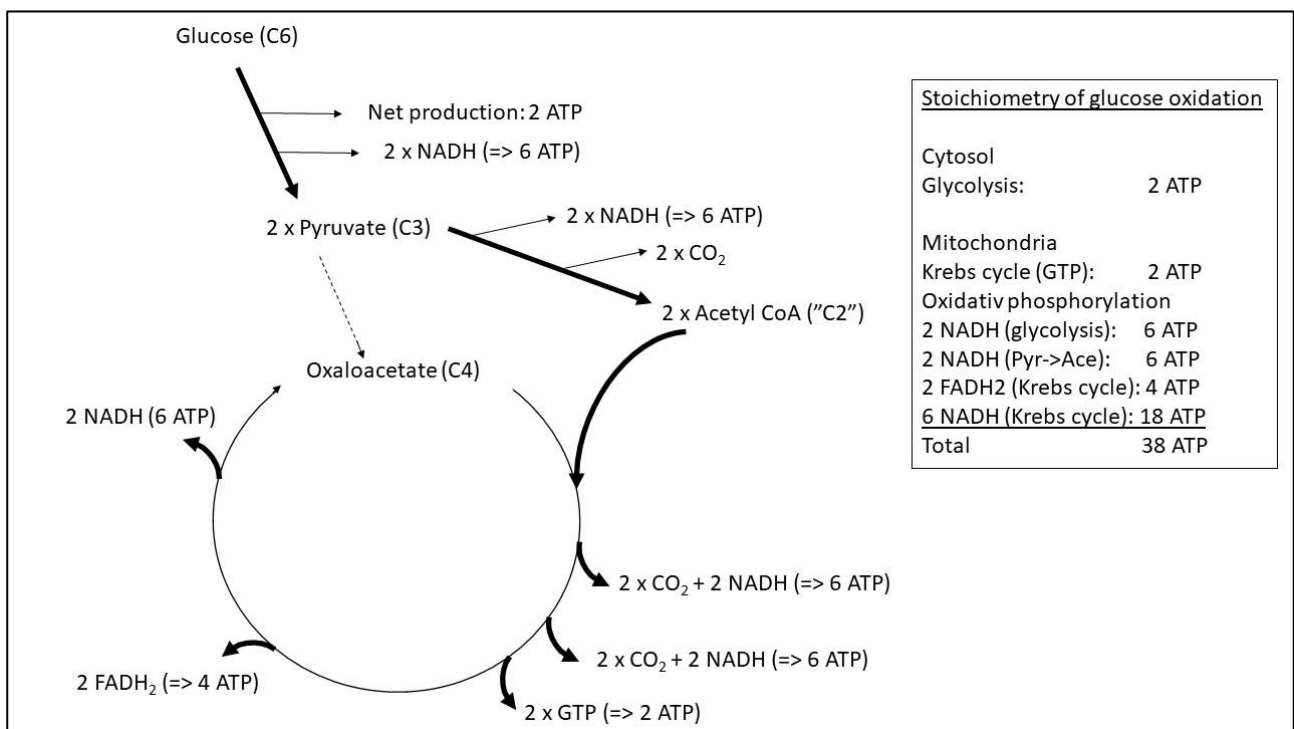 Glucose (C6)
Net production: 2 ATP
2 x NADH (=> 6 ATP)
2 x Pyruvate (C3)
2 x NADH (=> 6 ATP)
2 x CO₂
2 x Acetyl CoA (”C2”)
Oxaloacetate (C4)
2 NADH (6 ATP)
2 x CO₂ + 2 NADH (=> 6 ATP)
2 x CO₂ + 2 NADH (=> 6 ATP)
2 FADH₂ (=> 4 ATP)
2 x GTP (=> 2 ATP)
Stoichiometry of glucose oxidation
Cytosol
Glycolysis: 2 ATP
Mitochondria
Krebs cycle (GTP): 2 ATP
Oxidativ phosphorylation
2 NADH (glycolysis): 6 ATP
2 NADH (Pyr->Ace): 6 ATP
2 FADH2 (Krebs cycle): 4 ATP
6 NADH (Krebs cycle): 18 ATP
Total 38 ATP